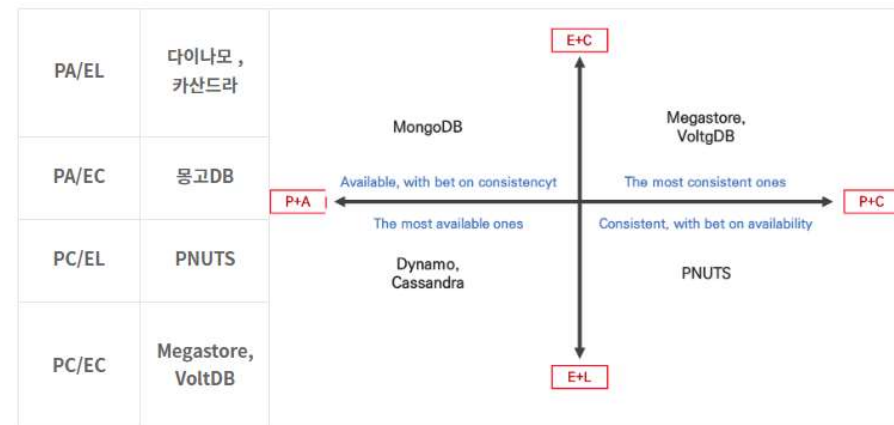 PA/EL
다이나모 ,
카산드라
PA/EC
몽고DB
PC/EL
PNUTS
PC/EC
Megastore,
VoltDB
E+C
MongoDB
Megastore,
VoltgDB
Available, with bet on consistencyt
The most consistent ones
P+A
P+C
The most available ones
Consistent, with bet on availability
Dynamo,
Cassandra
PNUTS
E+L